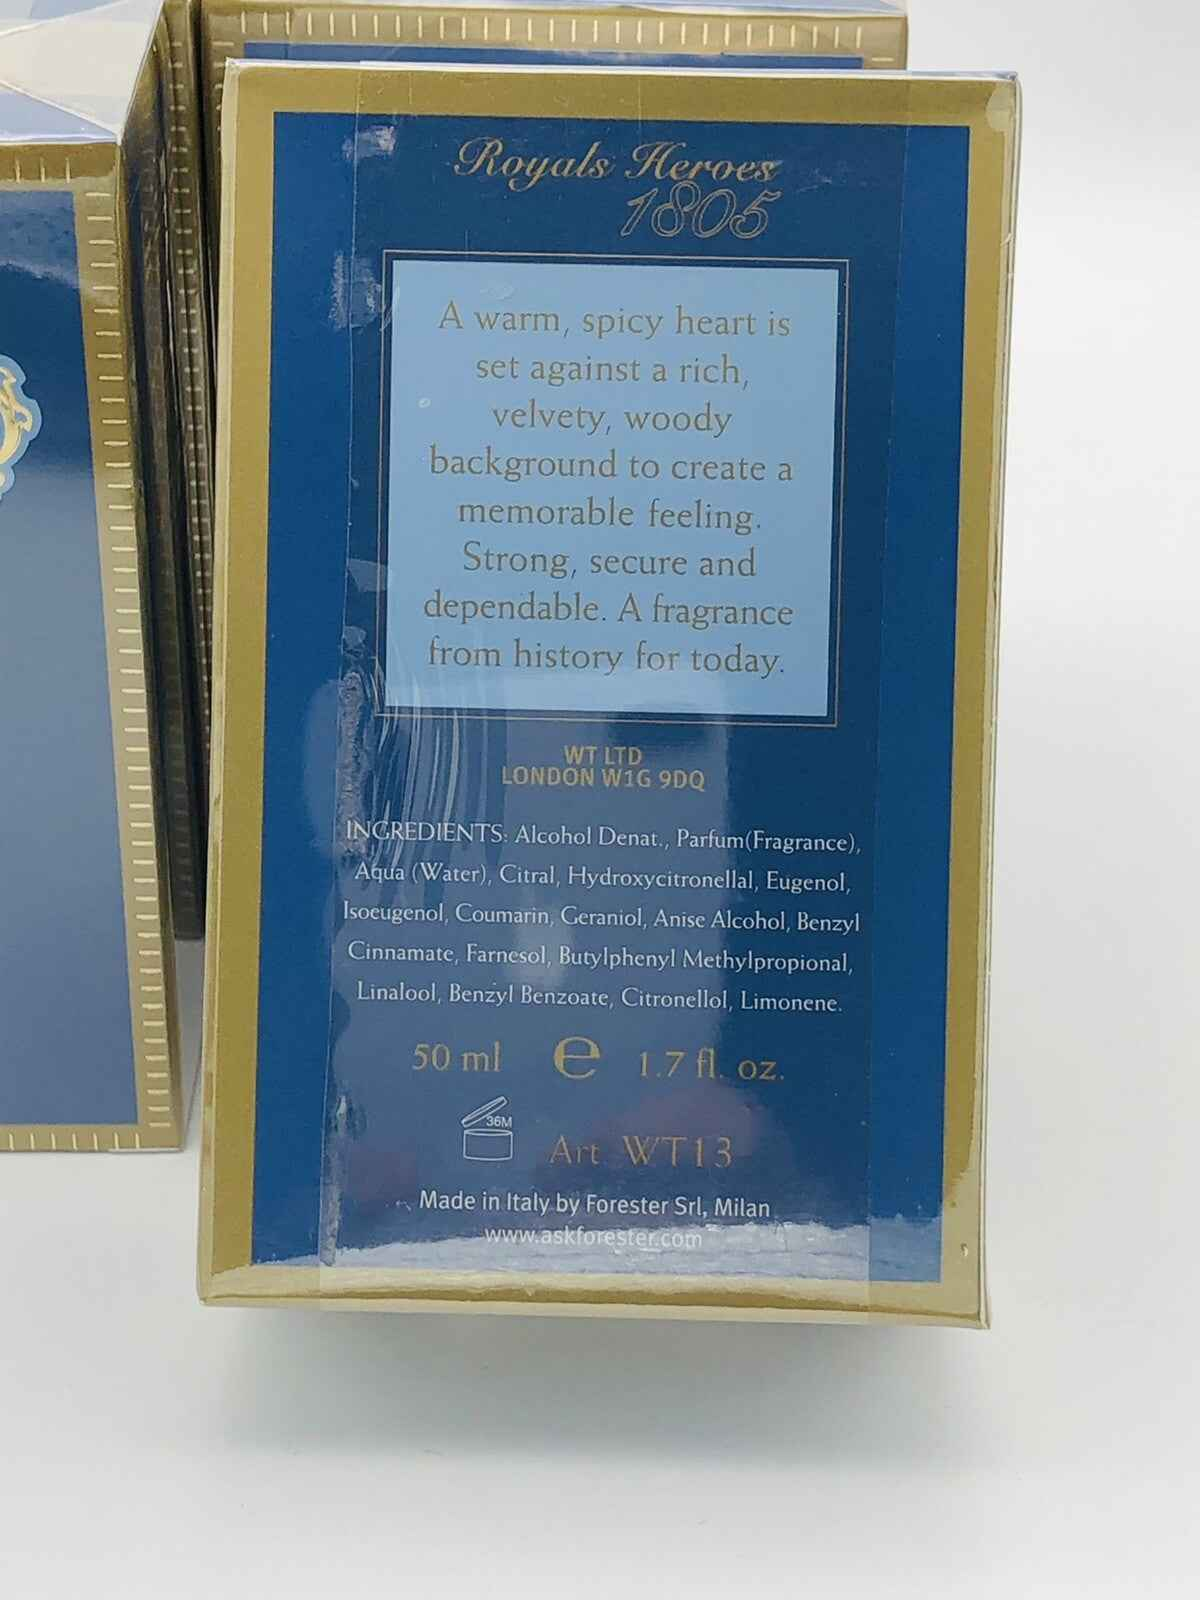 Royals Heroes
1805
A warm, spicy heart is
set against a rich,
velvety, woody
background to create a
memorable feeling.
Strong, secure and
dependable. A fragrance
from history for today.
WT LTD
LONDON W1G 9DQ
INGREDIENTS: Alcohol Denat., Parfum(Fragrance),
Aqua (Water), Citral, Hydroxycitronellal, Eugenol,
Isoeugenol, Coumarin, Geraniol, Anise Alcohol, Benzyl
Cinnamate, Farnesol, Butylphenyl Methylpropional,
Linalool, Benzyl Benzoate, Citronellol, Limonene.
50 ml ℮ 1.7 fl. oz.
36M
Art WT13
Made in Italy by Forester Srl, Milan
www.askforester.com